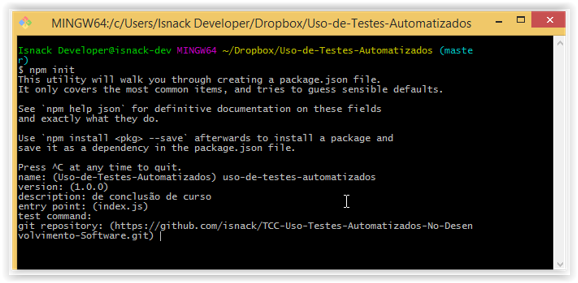 MINGW64:/c/Users/Isnack Developer/Dropbox/Uso-de-Testes-Automatizados
Isnack Developer@isnack-dev MINGW64 ~/Dropbox/Uso-de-Testes-Automatizados (maste
r)
$ npm init
This utility will walk you through creating a package.json file.
It only covers the most common items, and tries to guess sensible defaults.
See `npm help json` for definitive documentation on these fields
and exactly what they do.
Use `npm install <pkg> --save` afterwards to install a package and
save it as a dependency in the package.json file.
Press ^C at any time to quit.
name: (Uso-de-Testes-Automatizados) uso-de-testes-automatizados
version: (1.0.0)
description: de conclusão de curso
entry point: (index.js)
test command:
git repository: (https://github.com/isnack/TCC-Uso-Testes-Automatizados-No-Desen
volvimento-Software.git)